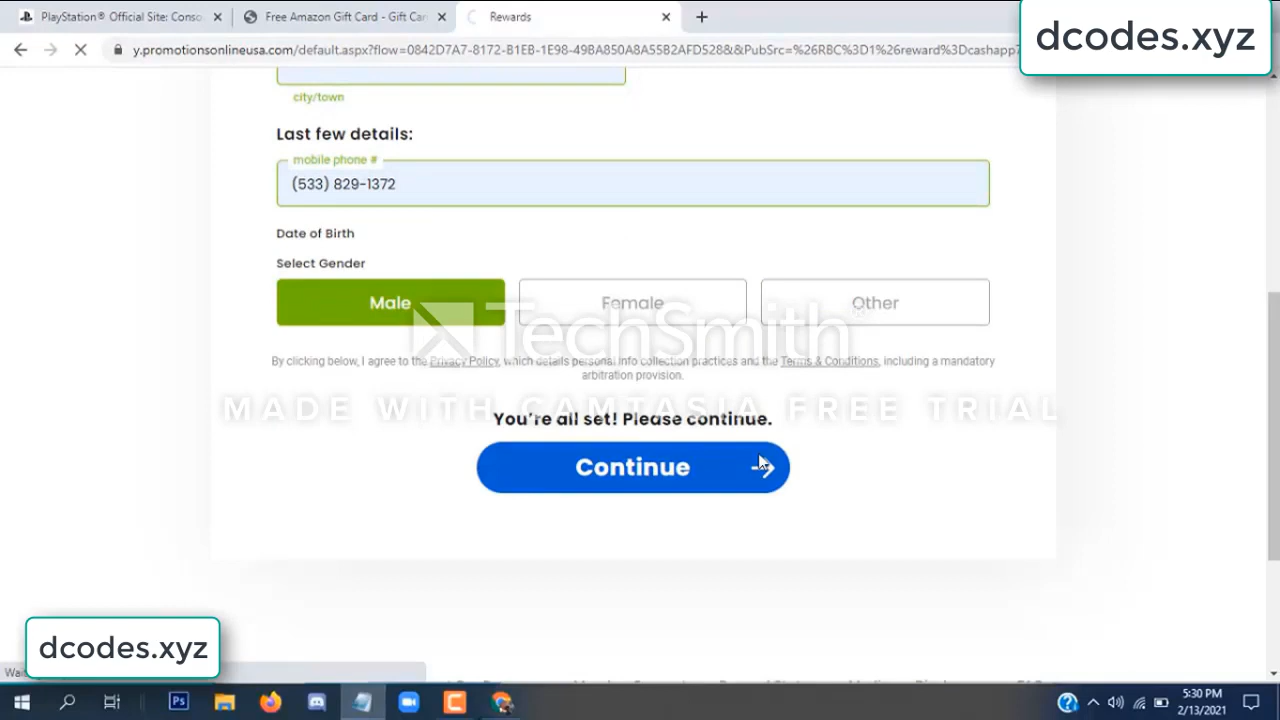 PlayStation® Official Site: Conso
Free Amazon Gift Card - Gift Car
Rewards
dcodes.xyz
y.promotionsonlineusa.com/default.aspx?flow=0842D7A7-8172-B1EB-1E98-49BA850A8A55B2AFD528&&PubSrc=%26RBC%3D1%26reward%3Dcashapp
city/town
Last few details:
mobile phone #
(533) 829-1372
Date of Birth
Select Gender
Male
Female
Other
TechSmith
By clicking below, I agree to the Privacy Policy, which details personal info collection practices and the Terms & Conditions, including a mandatory
arbitration provision.
MADE WITH CAMTASIA FREE TRIAL
You're all set! Please continue.
Continue
dcodes.xyz
Wai
Ps
5:30 PM
2/13/2021